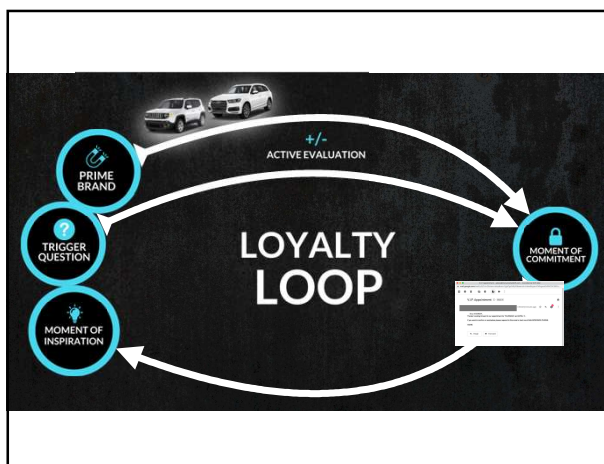 +/-
ACTIVE EVALUATION
PRIME
BRAND
?
TRIGGER
QUESTION
LOYALTY
LOOP
MOMENT OF
COMMITMENT
MOMENT OF
INSPIRATION